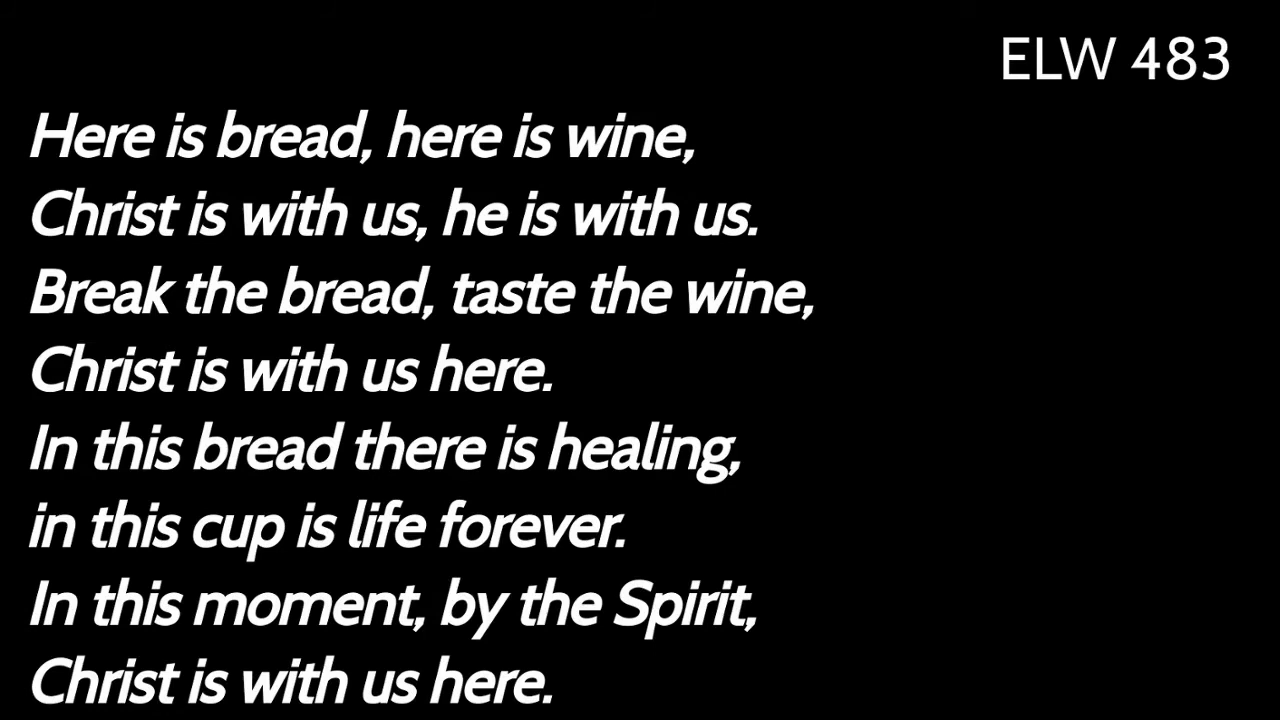 ELW 483
Here is bread, here is wine,
Christ is with us, he is with us.
Break the bread, taste the wine,
Christ is with us here.
In this bread there is healing,
in this cup is life forever.
In this moment, by the Spirit,
Christ is with us here.